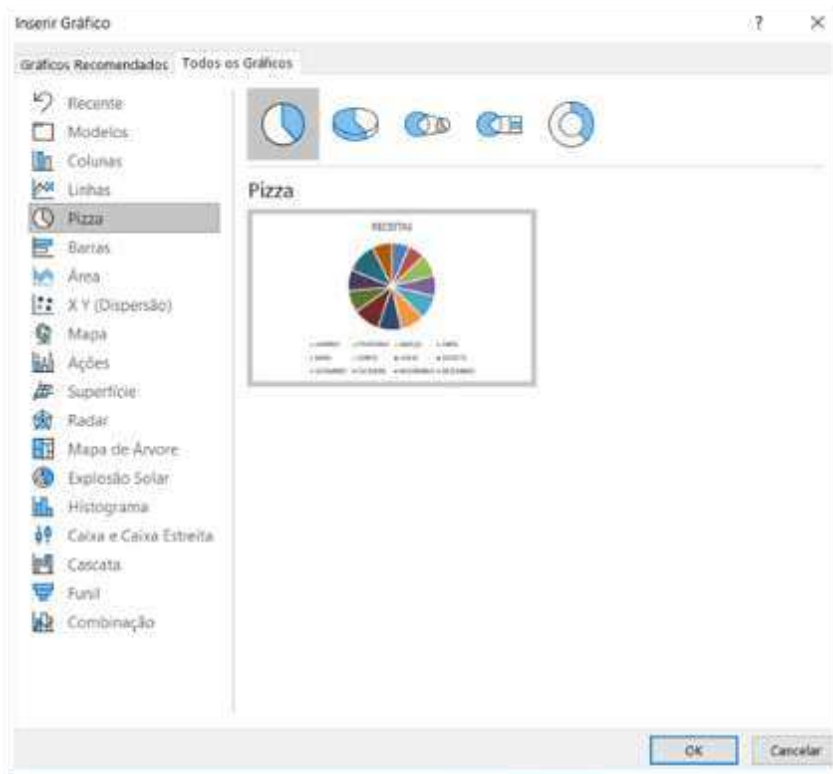 Inserir Gráfico ? ×
Gráficos Recomendados Todos os Gráficos
Recente
Modelos
Colunas
Linhas
Pizza
Barras
Área
X Y (Dispersão)
Mapa
Ações
Superfície
Radar
Mapa de Árvore
Explosão Solar
Histograma
Caixa e Caixa Estreita
Cascata
Funil
Combinação
Pizza
RECEITAS
OK Cancelar